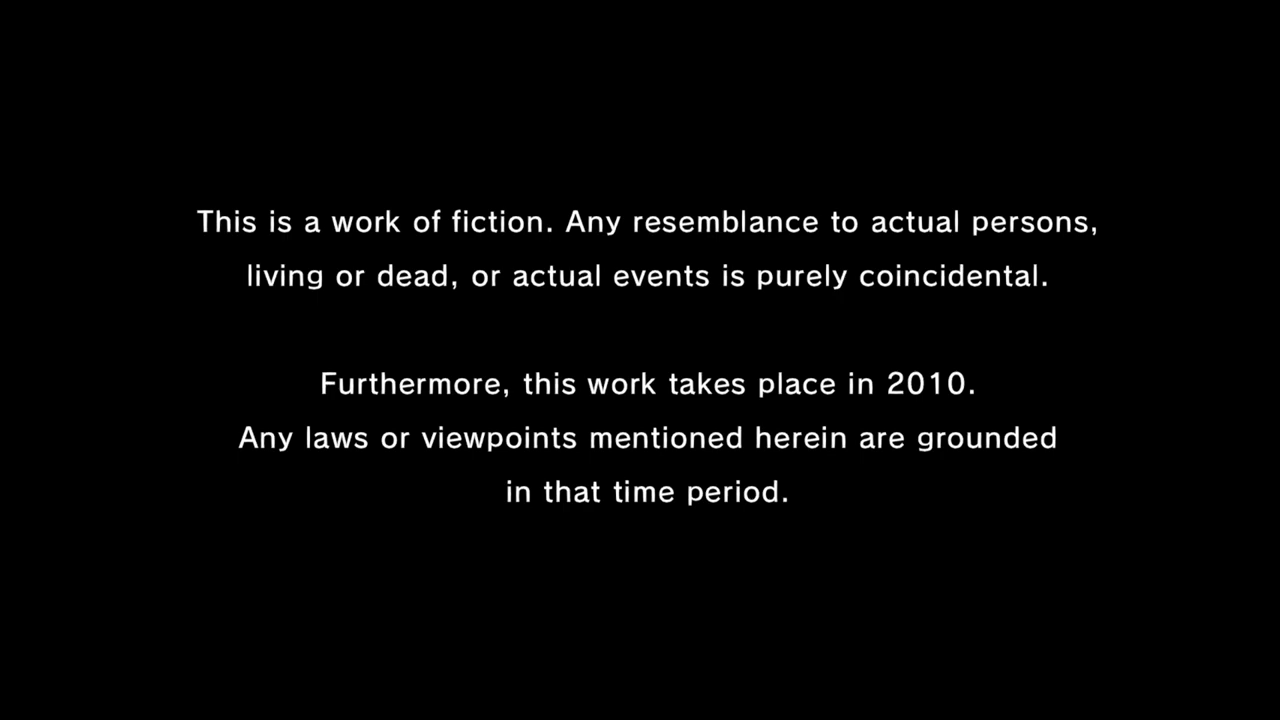 This is a work of fiction. Any resemblance to actual persons,
living or dead, or actual events is purely coincidental.
Furthermore, this work takes place in 2010.
Any laws or viewpoints mentioned herein are grounded
in that time period.